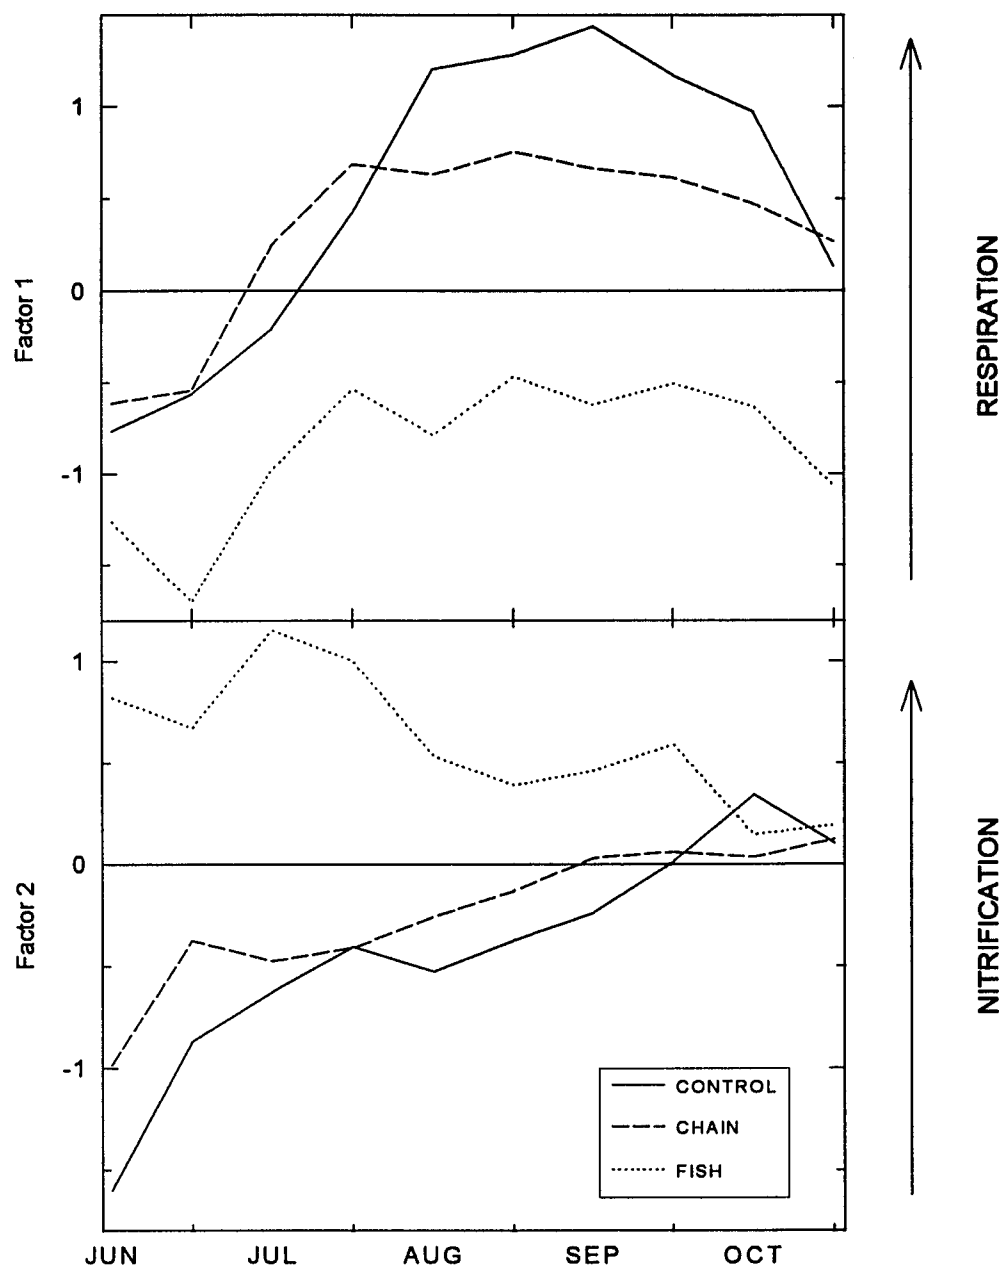 1
0
-1
Factor 1
RESPIRATION
1
0
-1
Factor 2
NITRIFICATION
CONTROL
CHAIN
FISH
JUN JUL AUG SEP OCT